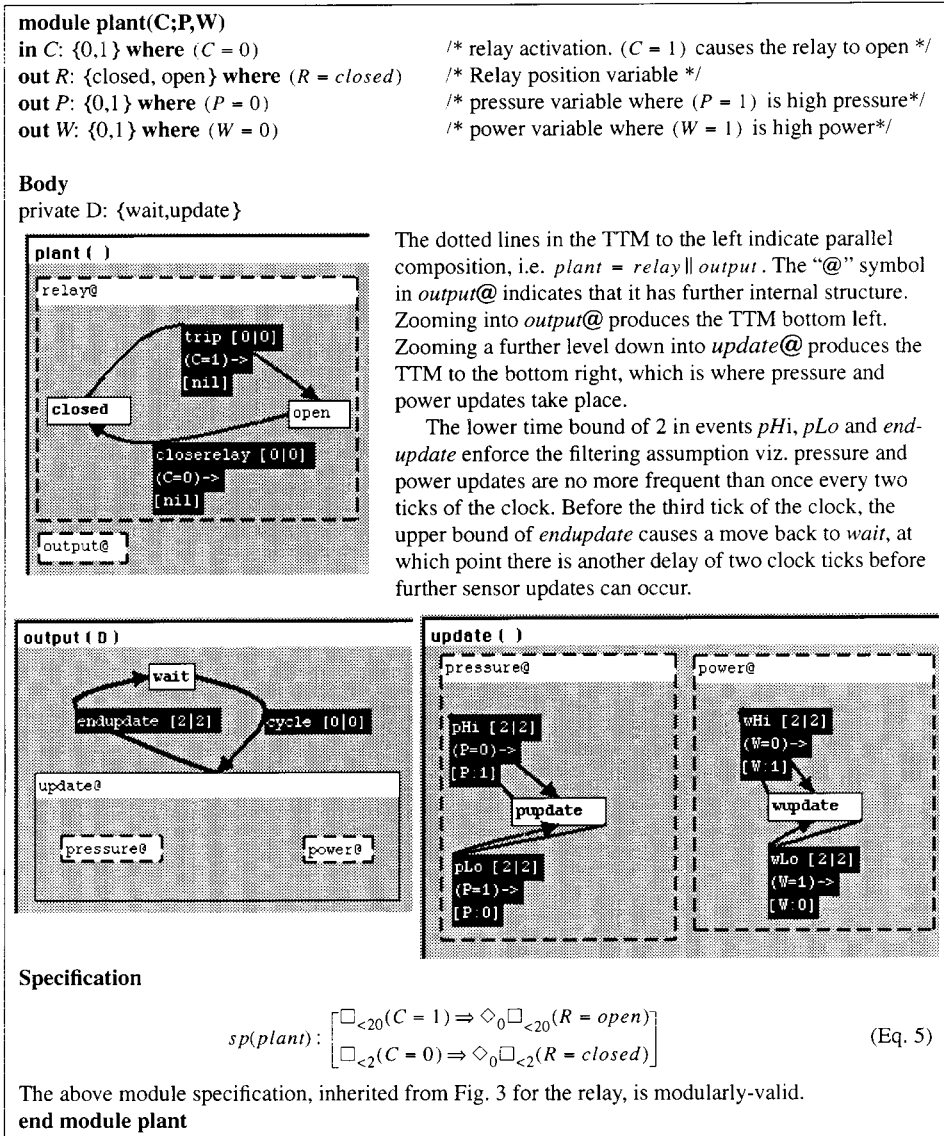 module plant(C;P,W)
in C: {0,1} where (C = 0) /* relay activation. (C = 1) causes the relay to open */
out R: {closed, open} where (R = closed) /* Relay position variable */
out P: {0,1} where (P = 0) /* pressure variable where (P = 1) is high pressure*/
out W: {0,1} where (W = 0) /* power variable where (W = 1) is high power*/
Body
private D: {wait,update}
plant ( )
relay@
trip [0|0]
(C=1)->
[nil]
closed
open
closerelay [0|0]
(C=0)->
[nil]
output@
The dotted lines in the TTM to the left indicate parallel
composition, i.e. plant = relay || output. The “@” symbol
in output@ indicates that it has further internal structure.
Zooming into output@ produces the TTM bottom left.
Zooming a further level down into update@ produces the
TTM to the bottom right, which is where pressure and
power updates take place.
The lower time bound of 2 in events pHi, pLo and end-
update enforce the filtering assumption viz. pressure and
power updates are no more frequent than once every two
ticks of the clock. Before the third tick of the clock, the
upper bound of endupdate causes a move back to wait, at
which point there is another delay of two clock ticks before
further sensor updates can occur.
output ( D )
wait
endupdate [2|2]
cycle [0|0]
update@
pressure@
power@
update ( )
pressure@
pHi [2|2]
(P=0)->
[P:1]
pupdate
pLo [2|2]
(P=1)->
[P:0]
power@
wHi [2|2]
(W=0)->
[W:1]
wupdate
wLo [2|2]
(W=1)->
[W:0]
Specification
sp(plant): [□<20(C = 1) ⇒ ◇0□<20(R = open)]
[□<2(C = 0) ⇒ ◇0□<2(R = closed)]
(Eq. 5)
The above module specification, inherited from Fig. 3 for the relay, is modularly-valid.
end module plant